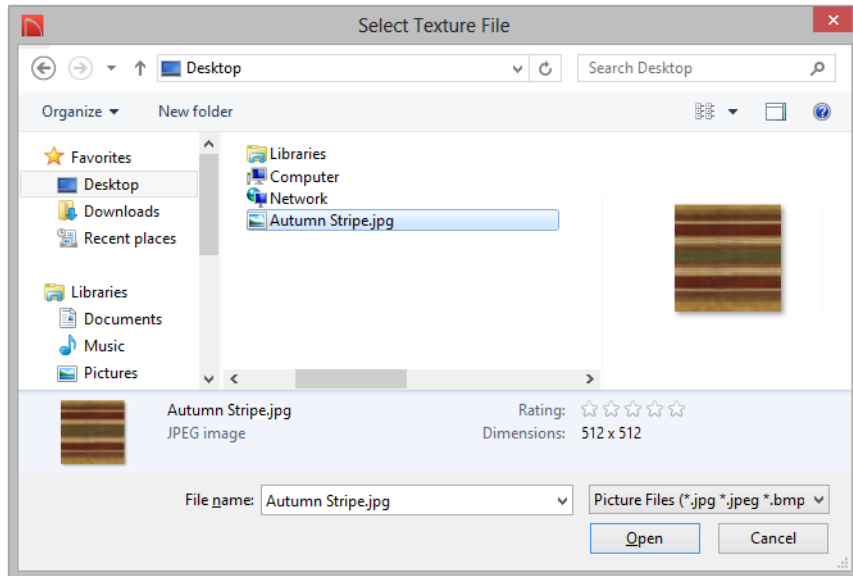 Select Texture File
Desktop
Search Desktop
Organize
New folder
Favorites
Desktop
Downloads
Recent places
Libraries
Documents
Music
Pictures
Libraries
Computer
Network
Autumn Stripe.jpg
Autumn Stripe.jpg
JPEG image
Rating:
Dimensions: 512 x 512
File name: Autumn Stripe.jpg
Picture Files (*.jpg *.jpeg *.bmp
Open
Cancel